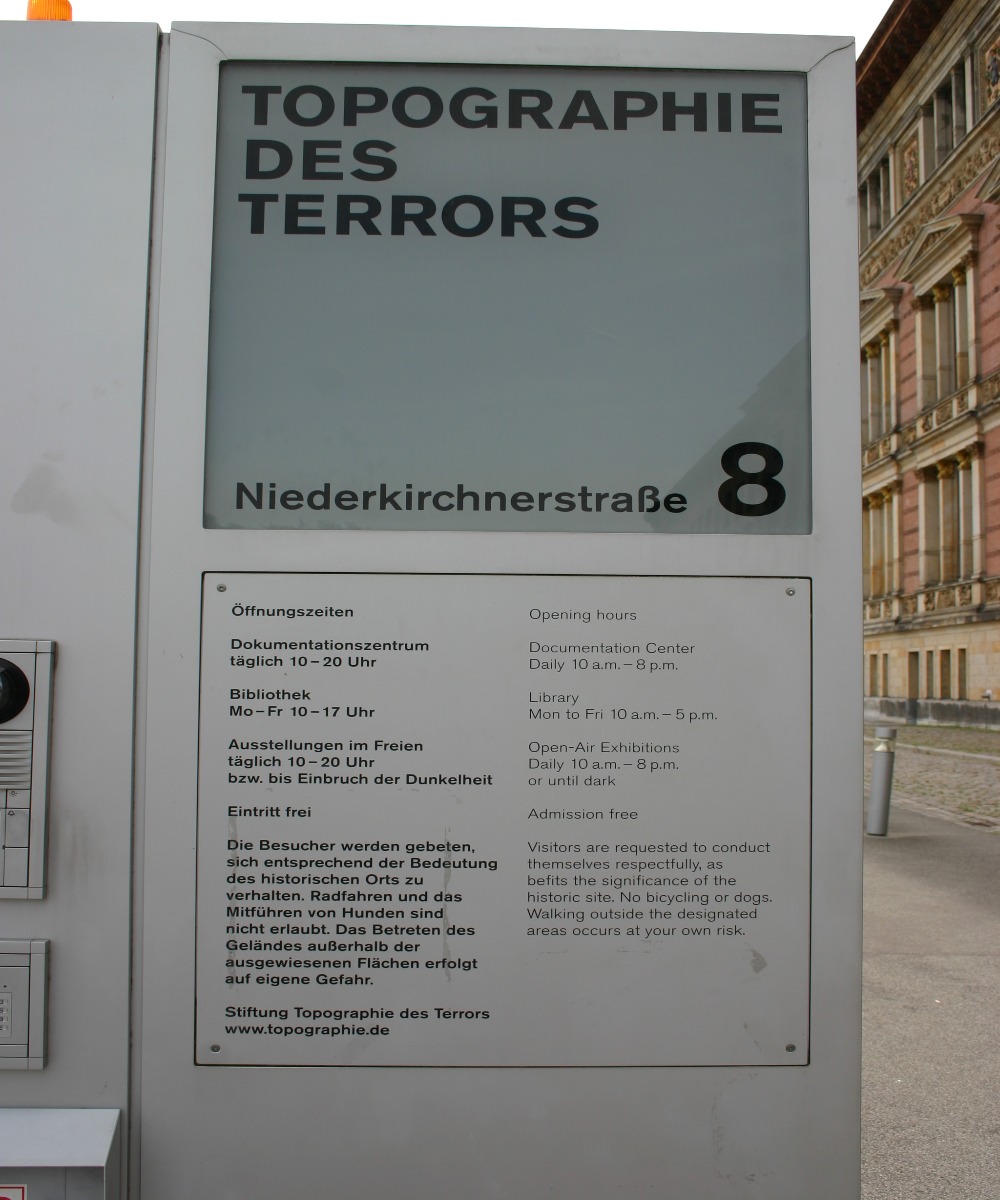 TOPOGRAPHIE
DES
TERRORS
Niederkirchnerstraße 8
Öffnungszeiten
Dokumentationszentrum
täglich 10–20 Uhr
Bibliothek
Mo–Fr 10–17 Uhr
Ausstellungen im Freien
täglich 10–20 Uhr
bzw. bis Einbruch der Dunkelheit
Eintritt frei
Die Besucher werden gebeten,
sich entsprechend der Bedeutung
des historischen Orts zu
verhalten. Radfahren und das
Mitführen von Hunden sind
nicht erlaubt. Das Betreten des
Geländes außerhalb der
ausgewiesenen Flächen erfolgt
auf eigene Gefahr.
Stiftung Topographie des Terrors
www.topographie.de
Opening hours
Documentation Center
Daily 10 a.m.–8 p.m.
Library
Mon to Fri 10 a.m.–5 p.m.
Open-Air Exhibitions
Daily 10 a.m.–8 p.m.
or until dark
Admission free
Visitors are requested to conduct
themselves respectfully, as
befits the significance of the
historic site. No bicycling or dogs.
Walking outside the designated
areas occurs at your own risk.